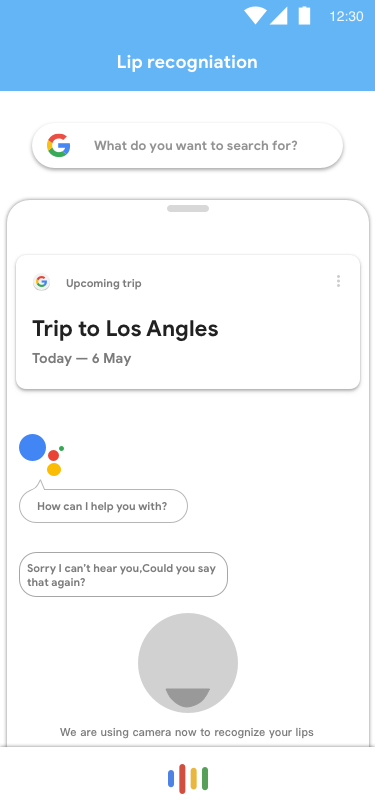 12:30
Lip recogniation
What do you want to search for?
Upcoming trip
Trip to Los Angles
Today — 6 May
How can I help you with?
Sorry I can't hear you,Could you say
that again?
We are using camera now to recognize your lips